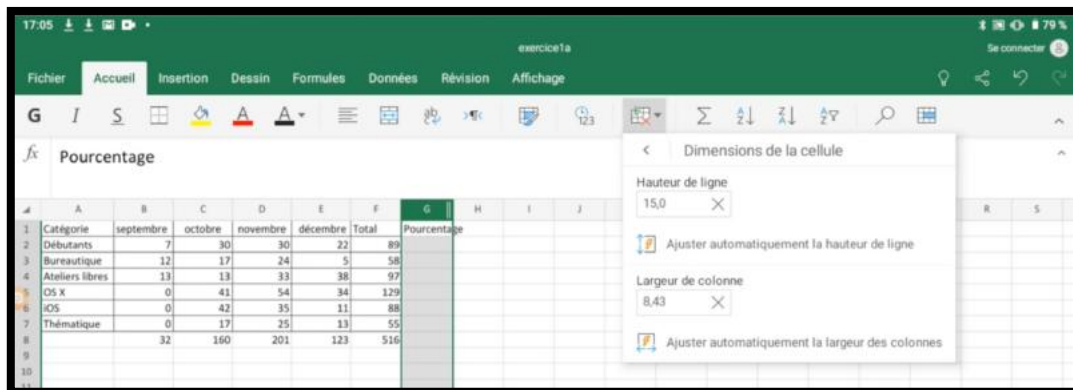 17:05
79 %
exercice1a
Se connecter
Fichier Accueil Insertion Dessin Formules Données Révision Affichage
G I S A A ab 123
fx Pourcentage
Dimensions de la cellule
Hauteur de ligne
15,0
Ajuster automatiquement la hauteur de ligne
Largeur de colonne
8,43
Ajuster automatiquement la largeur des colonnes
A B C D E F G H I J R S
1 Catégorie septembre octobre novembre décembre Total Pourcentage
2 Débutants 7 30 30 22 89
3 Bureautique 12 17 24 5 58
4 Ateliers libres 13 13 33 38 97
5 OS X 0 41 54 34 129
6 iOS 0 42 35 11 88
7 Thématique 0 17 25 13 55
8 32 160 201 123 516
9
10
11